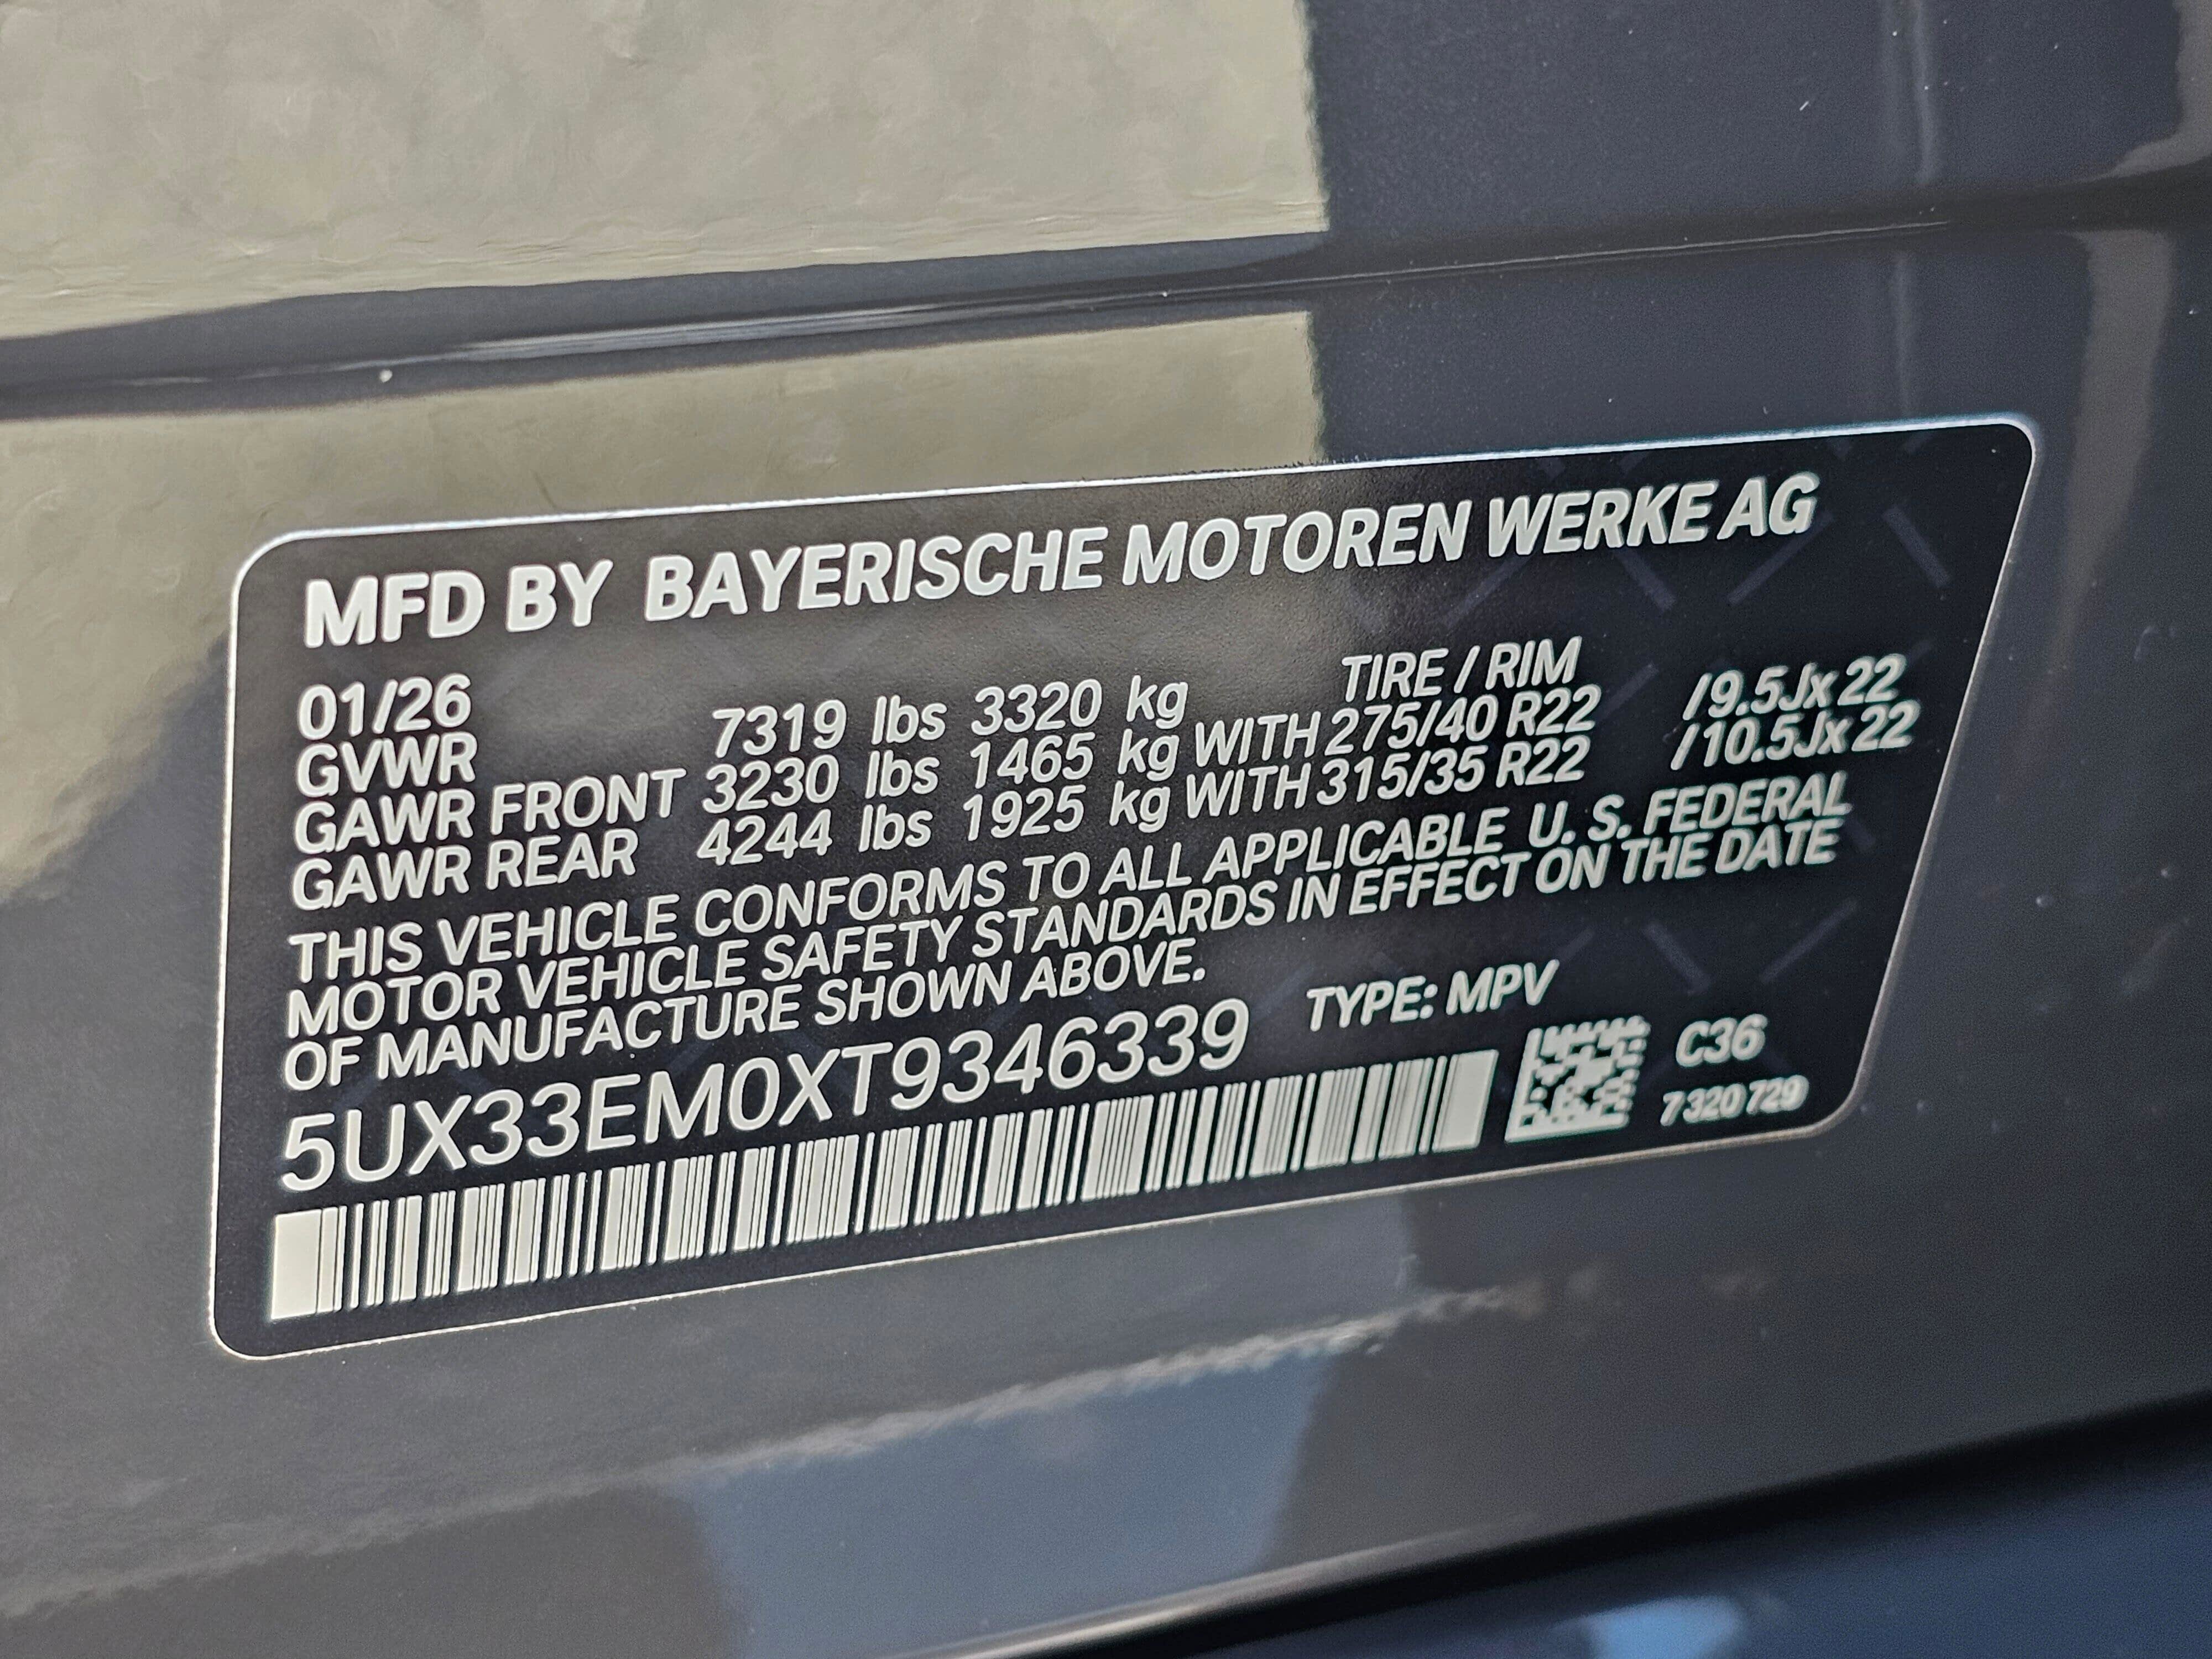 MFD BY BAYERISCHE MOTOREN WERKE AG
01/26 TIRE / RIM
GVWR 7319 lbs 3320 kg
GAWR FRONT 3230 lbs 1465 kg WITH 275/40 R22 /9.5Jx22
GAWR REAR 4244 lbs 1925 kg WITH 315/35 R22 /10.5Jx22
THIS VEHICLE CONFORMS TO ALL APPLICABLE U. S. FEDERAL
MOTOR VEHICLE SAFETY STANDARDS IN EFFECT ON THE DATE
OF MANUFACTURE SHOWN ABOVE.
5UX33EM0XT9346339 TYPE: MPV
C36
7320729